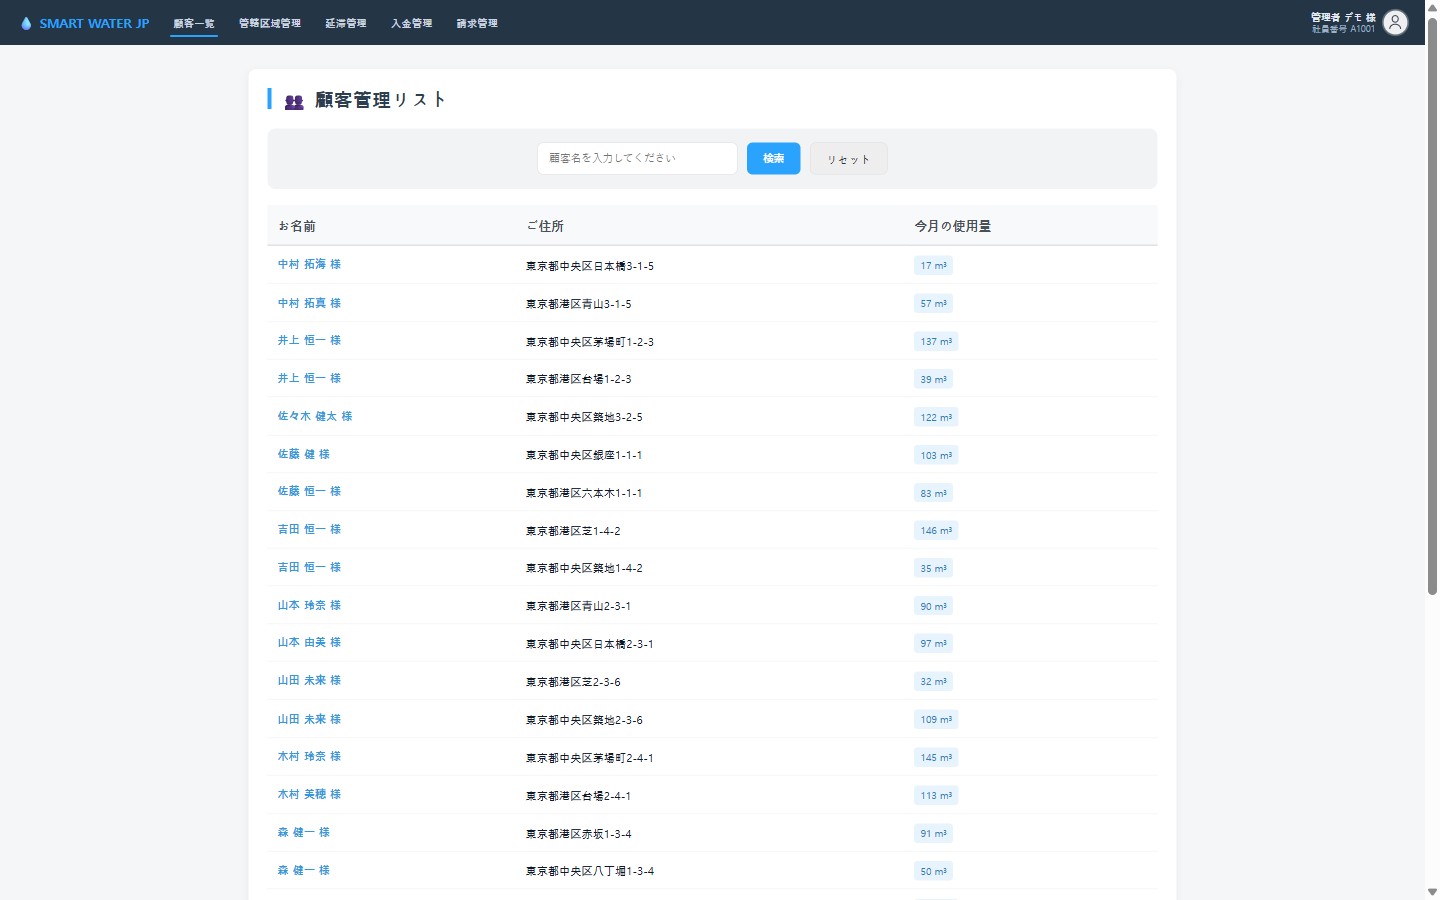 SMART WATER JP 顧客一覧 管轄区域管理 延滞管理 入金管理 請求管理
管理者 デモ 様
社員番号 A1001
顧客管理リスト
顧客名を入力してください 検索 リセット
お名前 ご住所 今月の使用量
中村 拓海 様 東京都中央区日本橋3-1-5 17 m³
中村 拓真 様 東京都港区青山3-1-5 57 m³
井上 恒一 様 東京都中央区茅場町1-2-3 137 m³
井上 恒一 様 東京都港区台場1-2-3 39 m³
佐々木 健太 様 東京都中央区築地3-2-5 122 m³
佐藤 健 様 東京都中央区銀座1-1-1 103 m³
佐藤 恒一 様 東京都港区六本木1-1-1 83 m³
吉田 恒一 様 東京都港区芝1-4-2 146 m³
吉田 恒一 様 東京都中央区築地1-4-2 35 m³
山本 玲奈 様 東京都港区青山2-3-1 90 m³
山本 由美 様 東京都中央区日本橋2-3-1 97 m³
山田 未来 様 東京都港区芝2-3-6 32 m³
山田 未来 様 東京都中央区築地2-3-6 109 m³
木村 玲奈 様 東京都中央区茅場町2-4-1 145 m³
木村 美穂 様 東京都港区台場2-4-1 113 m³
森 健一 様 東京都港区赤坂1-3-4 91 m³
森 健一 様 東京都中央区八丁堀1-3-4 50 m³